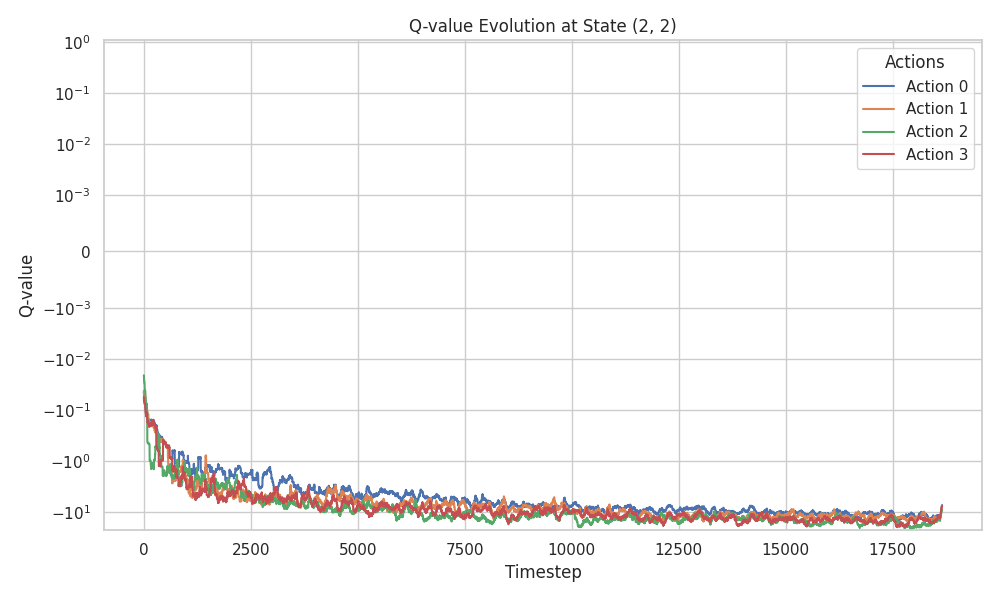 Q-value Evolution at State (2, 2)
10⁰
10⁻¹
10⁻²
10⁻³
0
−10⁻³
−10⁻²
−10⁻¹
−10⁰
−10¹
Q-value
Actions
Action 0
Action 1
Action 2
Action 3
0 2500 5000 7500 10000 12500 15000 17500
Timestep